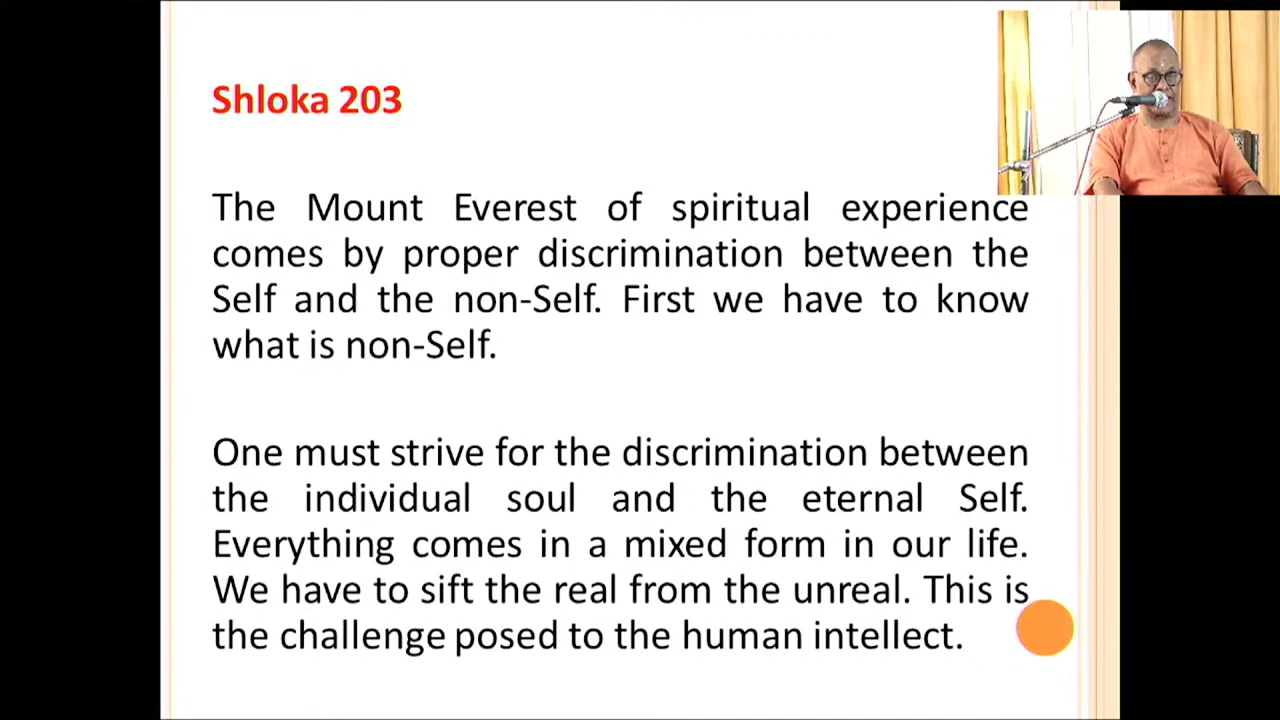 Shloka 203
The Mount Everest of spiritual experience
comes by proper discrimination between the
Self and the non-Self. First we have to know
what is non-Self.
One must strive for the discrimination between
the individual soul and the eternal Self.
Everything comes in a mixed form in our life.
We have to sift the real from the unreal. This is
the challenge posed to the human intellect.